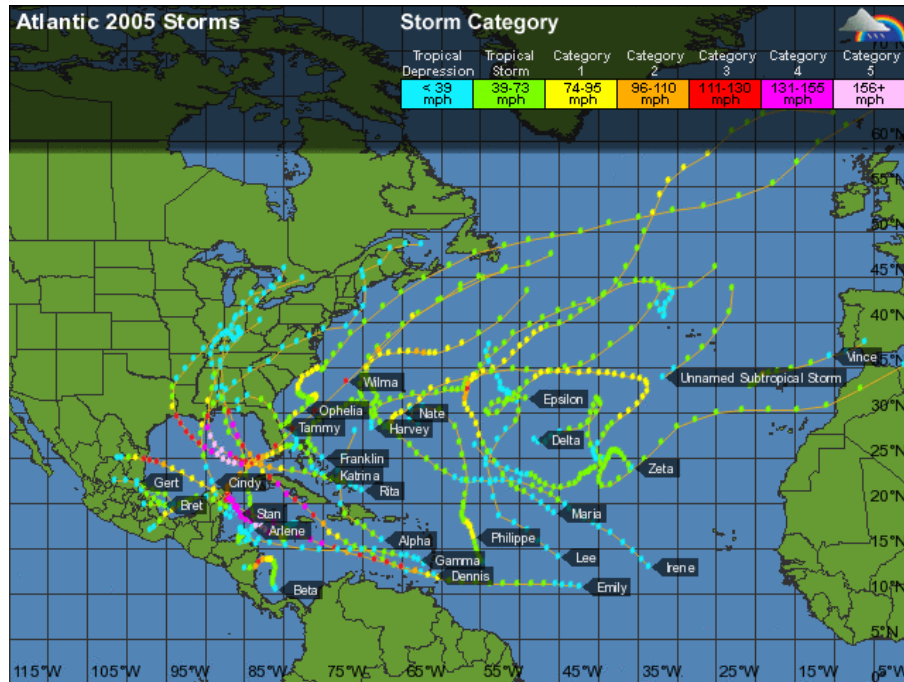 Atlantic 2005 Storms
Storm Category
Tropical Depression
Tropical Storm
Category 1
Category 2
Category 3
Category 4
Category 5
< 39 mph
39-73 mph
74-95 mph
96-110 mph
111-130 mph
131-155 mph
156+ mph
60°N
55°N
50°N
45°N
40°N
35°N
30°N
25°N
20°N
15°N
10°N
5°N
0°
Vince
Unnamed Subtropical Storm
Wilma
Epsilon
Ophelia
Nate
Tammy
Harvey
Delta
Franklin
Zeta
Katrina
Gert
Cindy
Rita
Bret
Stan
Maria
Arlene
Alpha
Philippe
Lee
Gamma
Irene
Dennis
Beta
Emily
115°W
105°W
95°W
85°W
75°W
65°W
55°W
45°W
35°W
25°W
15°W
5°W